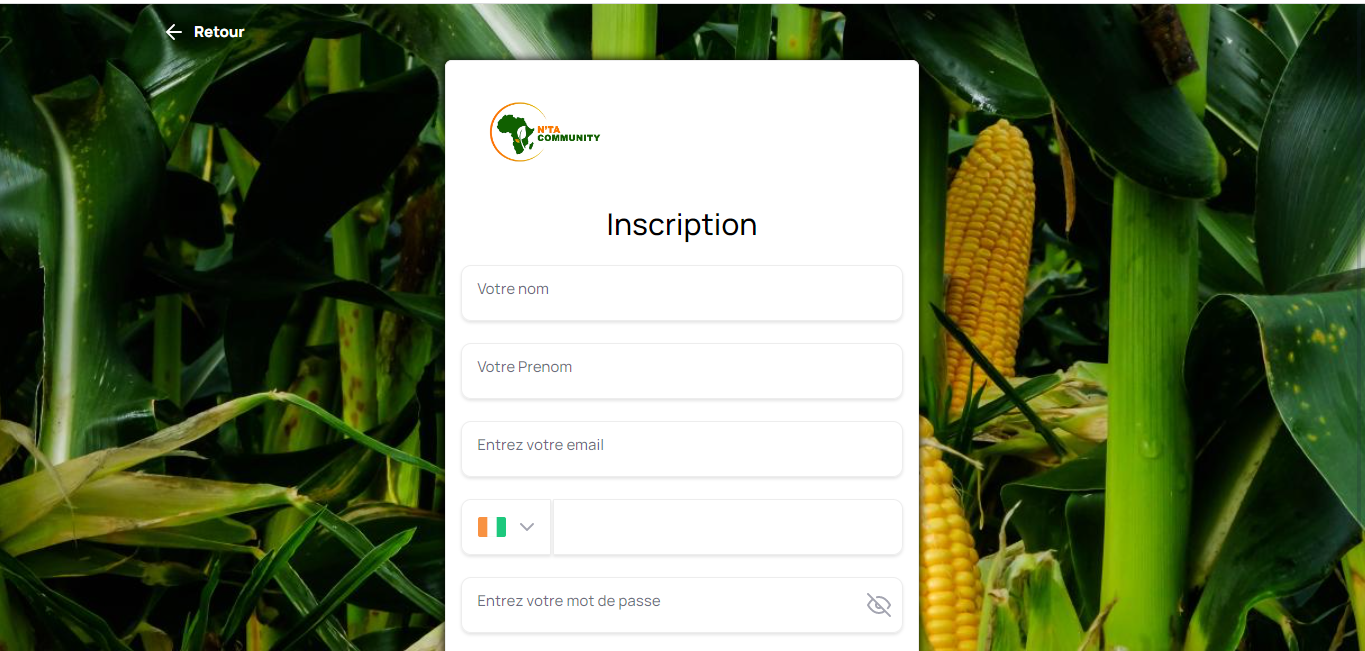 Retour
N'TA
COMMUNITY
Inscription
Votre nom
Votre Prenom
Entrez votre email
Entrez votre mot de passe